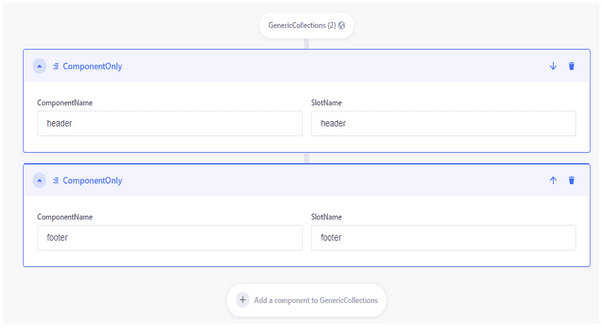 GenericCollections (2)
ComponentOnly
ComponentName
SlotName
header
header
ComponentOnly
ComponentName
SlotName
footer
footer
Add a component to GenericCollections